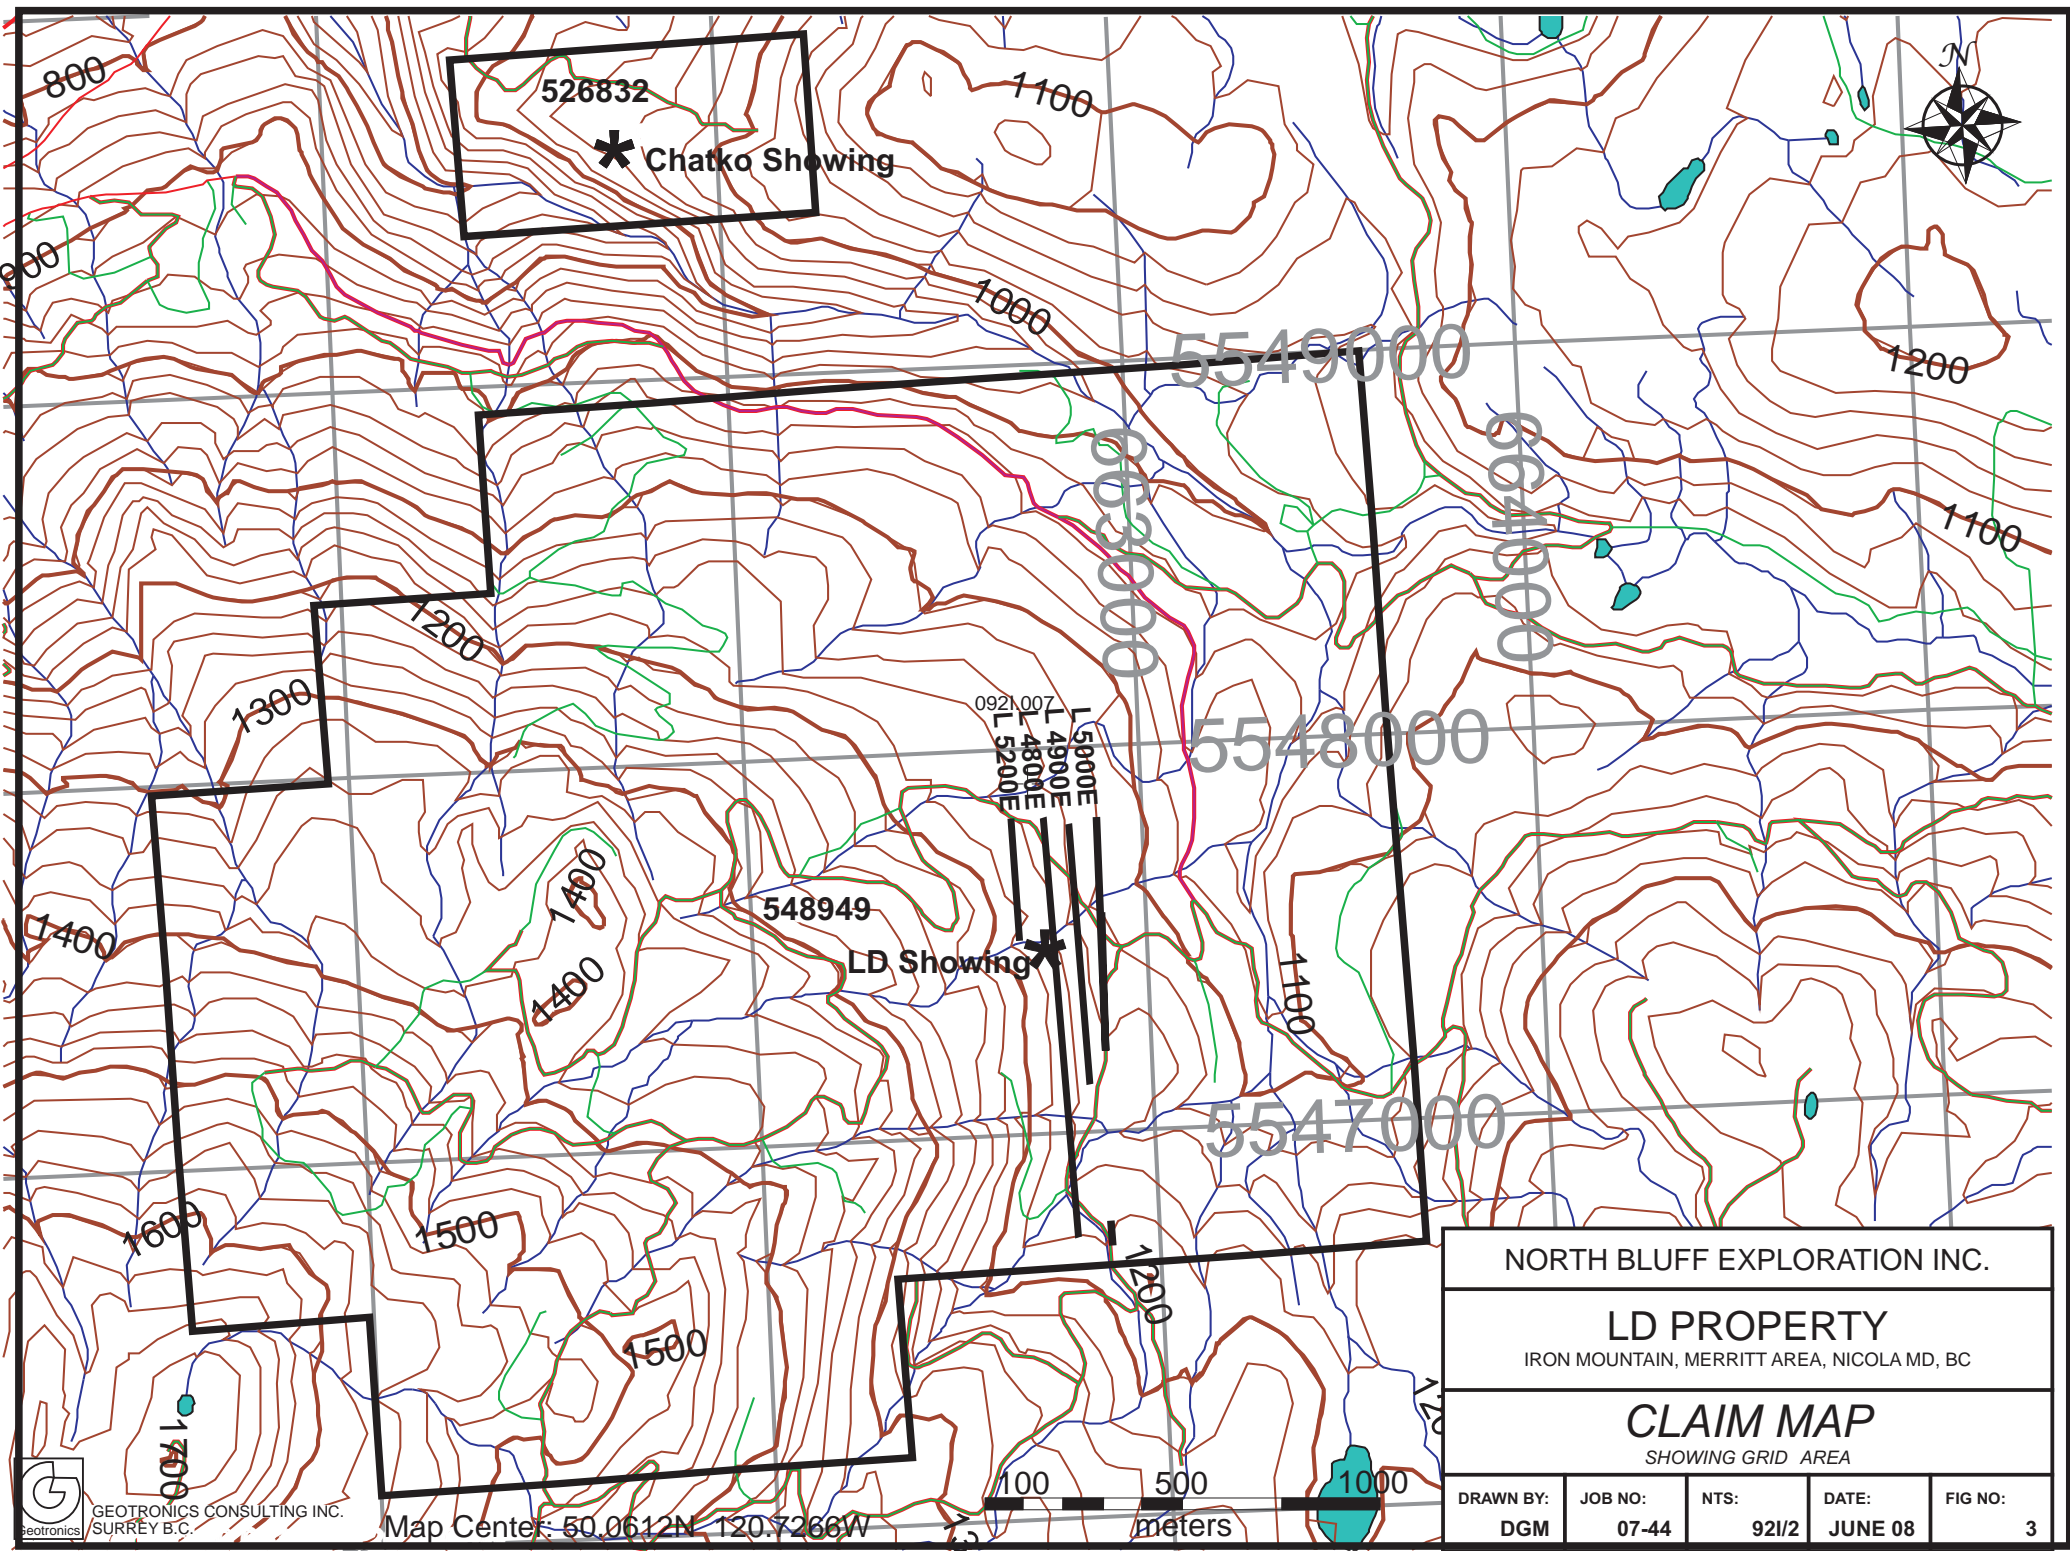 800
526832
Chatko Showing
1100
N
900
1000
5549000
1200
663000
664000
1100
1200
1300
092I.007
L 5200E
L 4800E
L 4900E
L 5000E
5548000
1400
548949
1400
LD Showing
1400
1100
5547000
1600
1500
1200
1500
1700
NORTH BLUFF EXPLORATION INC.
LD PROPERTY
IRON MOUNTAIN, MERRITT AREA, NICOLA MD, BC
CLAIM MAP
SHOWING GRID AREA
DRAWN BY: JOB NO: NTS: DATE: FIG NO:
DGM 07-44 92I/2 JUNE 08 3
100 500 1000
meters
Geotronics
GEOTRONICS CONSULTING INC.
SURREY B.C.
Map Center: 50.0612N 120.7266W